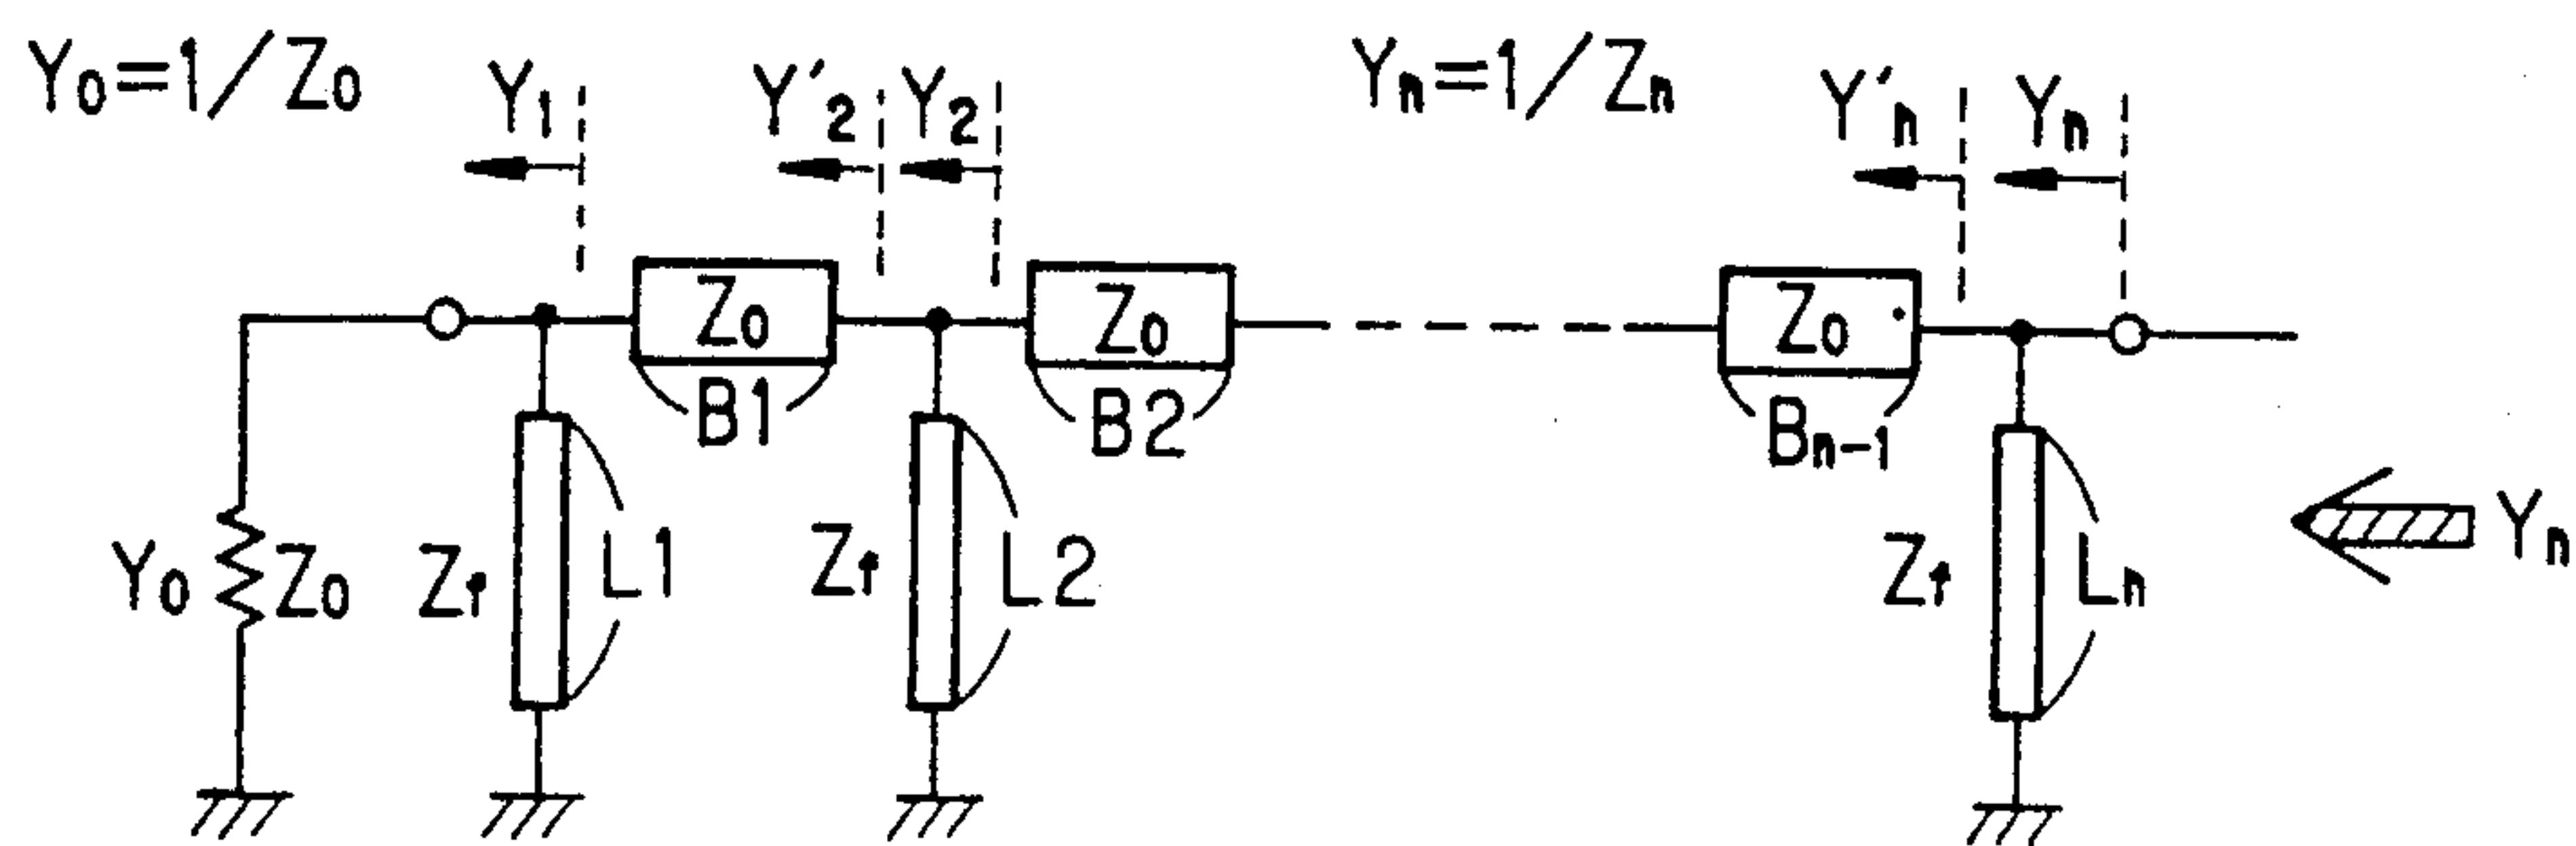 Y0=1/Z0
Yn=1/Zn
Y1
Y'2
Y2
Y'n
Yn
Z0
Z0
Z0
B1
B2
Bn-1
Y0
Z0
Zf
L1
Zf
L2
Zf
Ln
Yn